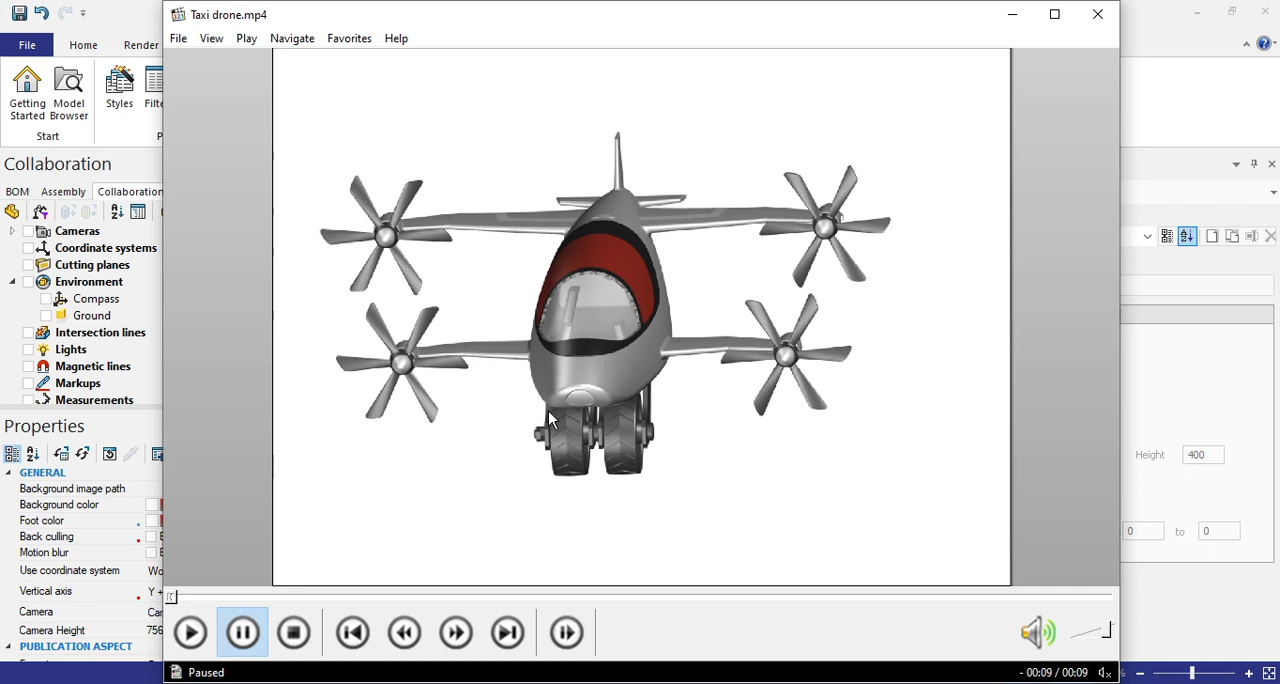 Taxi drone.mp4
File View Play Navigate Favorites Help
File Home Render
Getting Started
Model Browser
Styles
Start
Collaboration
BOM Assembly Collaboration
Cameras
Coordinate systems
Cutting planes
Environment
Compass
Ground
Intersection lines
Lights
Magnetic lines
Markups
Measurements
Properties
GENERAL
Background image path
Background color
Foot color
Back culling
Motion blur
Use coordinate system
Vertical axis Y +
Camera
Camera Height 756
PUBLICATION ASPECT
Height 400
0 to 0
Paused
- 00:09 / 00:09